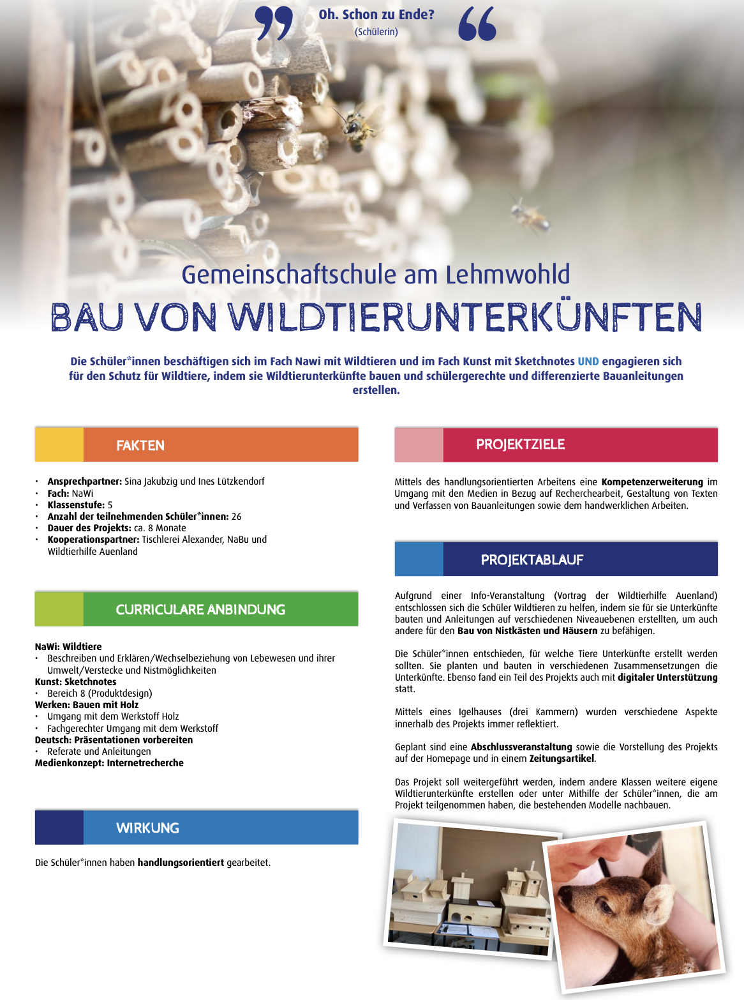 Oh. Schon zu Ende?
(Schülerin)
Gemeinschaftschule am Lehmwohld
BAU VON WILDTIERUNTERKÜNFTEN
Die Schüler*innen beschäftigen sich im Fach Nawi mit Wildtieren und im Fach Kunst mit Sketchnotes UND engagieren sich
für den Schutz für Wildtiere, indem sie Wildtierunterkünfte bauen und schülergerechte und differenzierte Bauanleitungen
erstellen.
FAKTEN
• Ansprechpartner: Sina Jakubzig und Ines Lützkendorf
• Fach: NaWi
• Klassenstufe: 5
• Anzahl der teilnehmenden Schüler*innen: 26
• Dauer des Projekts: ca. 8 Monate
• Kooperationspartner: Tischlerei Alexander, NaBu und
Wildtierhilfe Auenland
CURRICULARE ANBINDUNG
NaWi: Wildtiere
• Beschreiben und Erklären/Wechselbeziehung von Lebewesen und ihrer
Umwelt/Verstecke und Nistmöglichkeiten
Kunst: Sketchnotes
• Bereich 8 (Produktdesign)
Werken: Bauen mit Holz
• Umgang mit dem Werkstoff Holz
• Fachgerechter Umgang mit dem Werkstoff
Deutsch: Präsentationen vorbereiten
• Referate und Anleitungen
Medienkonzept: Internetrecherche
WIRKUNG
Die Schüler*innen haben handlungsorientiert gearbeitet.
PROJEKTZIELE
Mittels des handlungsorientierten Arbeitens eine Kompetenzerweiterung im
Umgang mit den Medien in Bezug auf Recherchearbeit, Gestaltung von Texten
und Verfassen von Bauanleitungen sowie dem handwerklichen Arbeiten.
PROJEKTABLAUF
Aufgrund einer Info-Veranstaltung (Vortrag der Wildtierhilfe Auenland)
entschlossen sich die Schüler Wildtieren zu helfen, indem sie für sie Unterkünfte
bauten und Anleitungen auf verschiedenen Niveauebenen erstellten, um auch
andere für den Bau von Nistkästen und Häusern zu befähigen.
Die Schüler*innen entschieden, für welche Tiere Unterkünfte erstellt werden
sollten. Sie planten und bauten in verschiedenen Zusammensetzungen die
Unterkünfte. Ebenso fand ein Teil des Projekts auch mit digitaler Unterstützung
statt.
Mittels eines Igelhauses (drei Kammern) wurden verschiedene Aspekte
innerhalb des Projekts immer reflektiert.
Geplant sind eine Abschlussveranstaltung sowie die Vorstellung des Projekts
auf der Homepage und in einem Zeitungsartikel.
Das Projekt soll weitergeführt werden, indem andere Klassen weitere eigene
Wildtierunterkünfte erstellen oder unter Mithilfe der Schüler*innen, die am
Projekt teilgenommen haben, die bestehenden Modelle nachbauen.